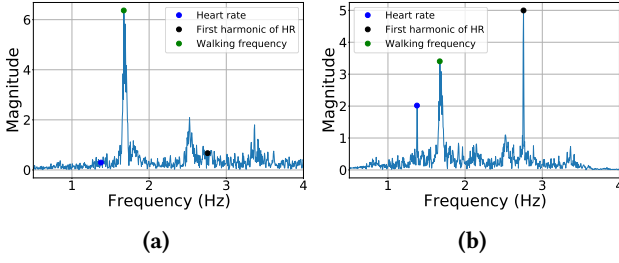 Heart rate
First harmonic of HR
Walking frequency
Magnitude
6
4
2
0
1
2
3
4
Frequency (Hz)
(a)
Heart rate
First harmonic of HR
Walking frequency
Magnitude
5
4
3
2
1
0
1
2
3
4
Frequency (Hz)
(b)